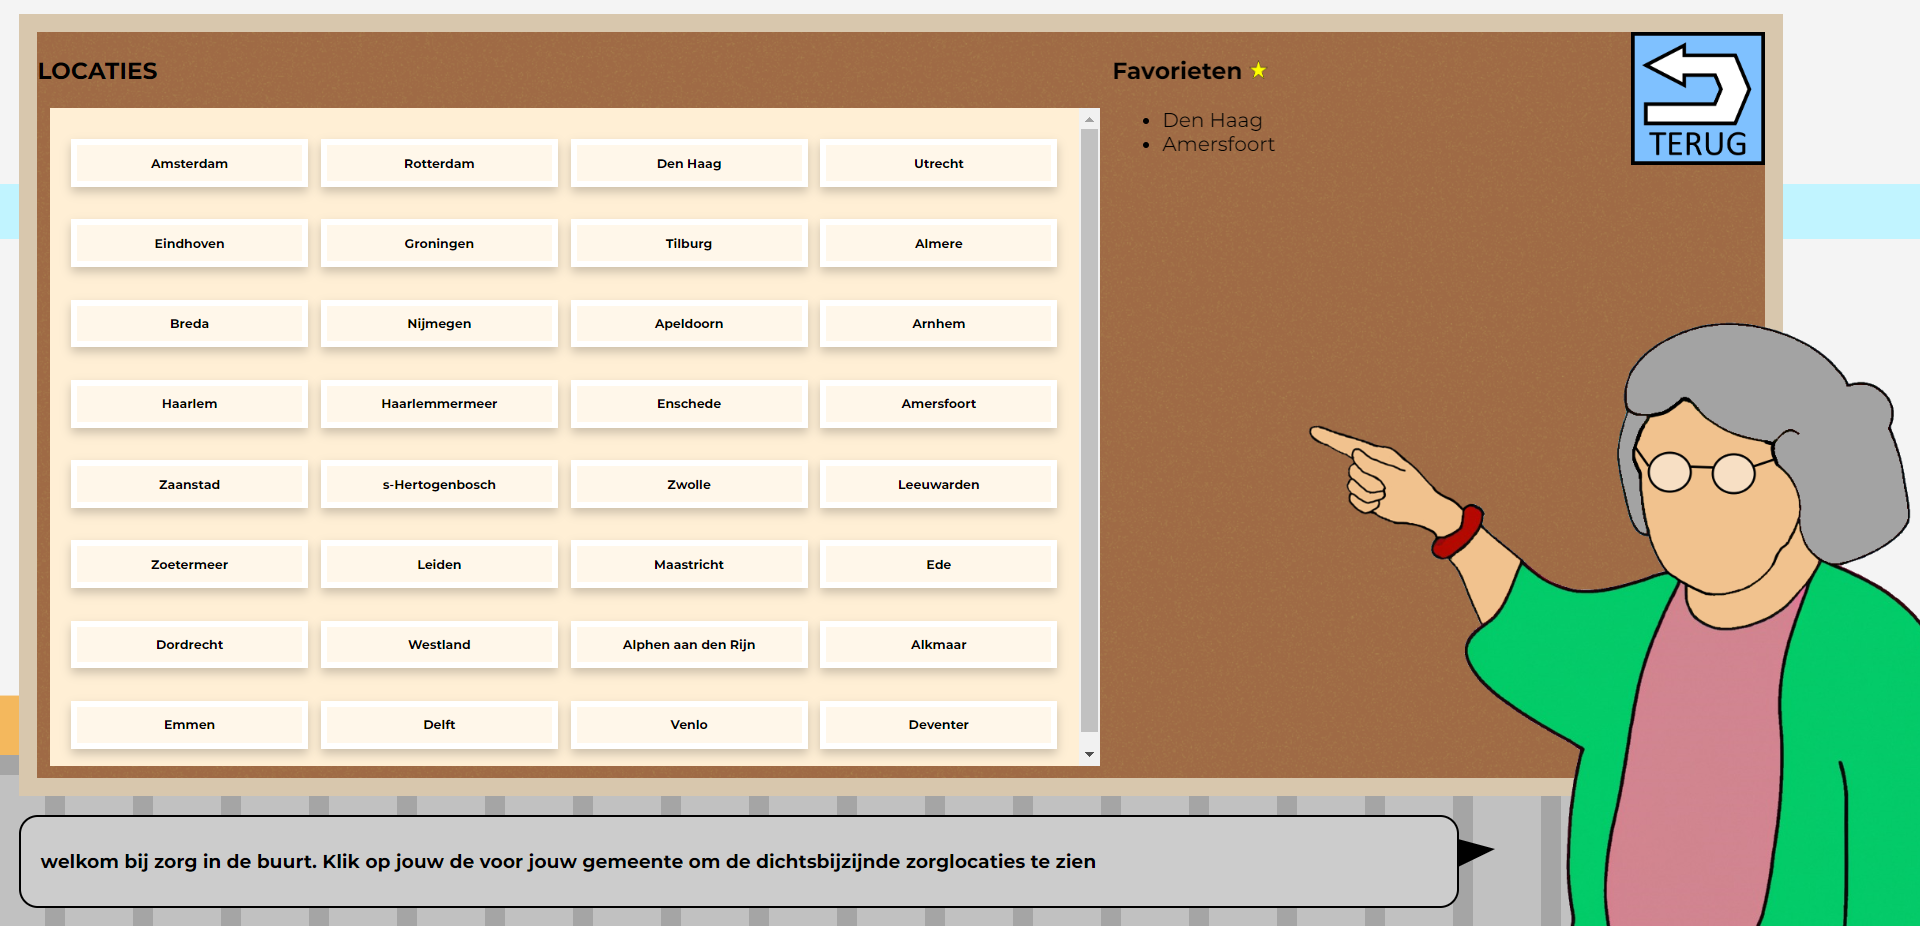 LOCATIES
Favorieten
TERUG
Den Haag
Amersfoort
Amsterdam
Rotterdam
Den Haag
Utrecht
Eindhoven
Groningen
Tilburg
Almere
Breda
Nijmegen
Apeldoorn
Arnhem
Haarlem
Haarlemmermeer
Enschede
Amersfoort
Zaanstad
s-Hertogenbosch
Zwolle
Leeuwarden
Zoetermeer
Leiden
Maastricht
Ede
Dordrecht
Westland
Alphen aan den Rijn
Alkmaar
Emmen
Delft
Venlo
Deventer
welkom bij zorg in de buurt. Klik op jouw de voor jouw gemeente om de dichtsbijzijnde zorglocaties te zien